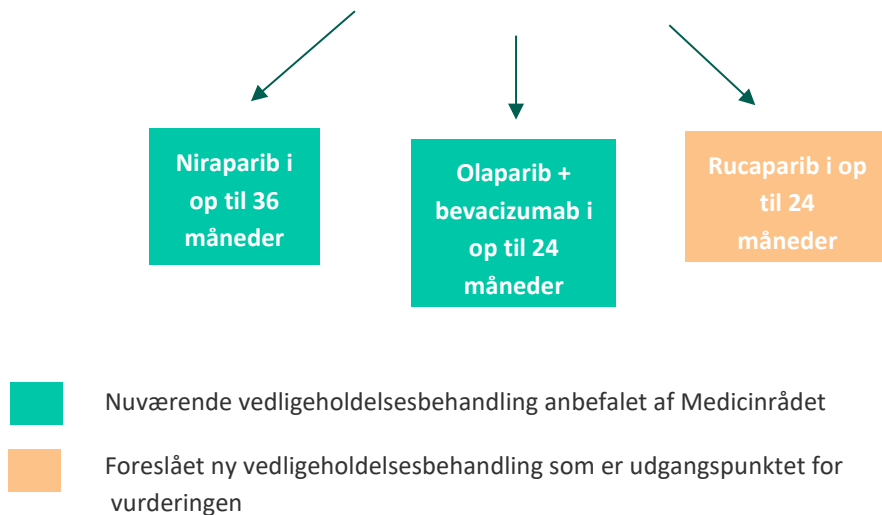 Niraparib i
op til 36
måneder
Olaparib +
bevacizumab i
op til 24
måneder
Rucaparib i op
til 24
måneder
Nuværende vedligeholdelsesbehandling anbefalet af Medicinrådet
Foreslået ny vedligeholdelsesbehandling som er udgangspunktet for
vurderingen